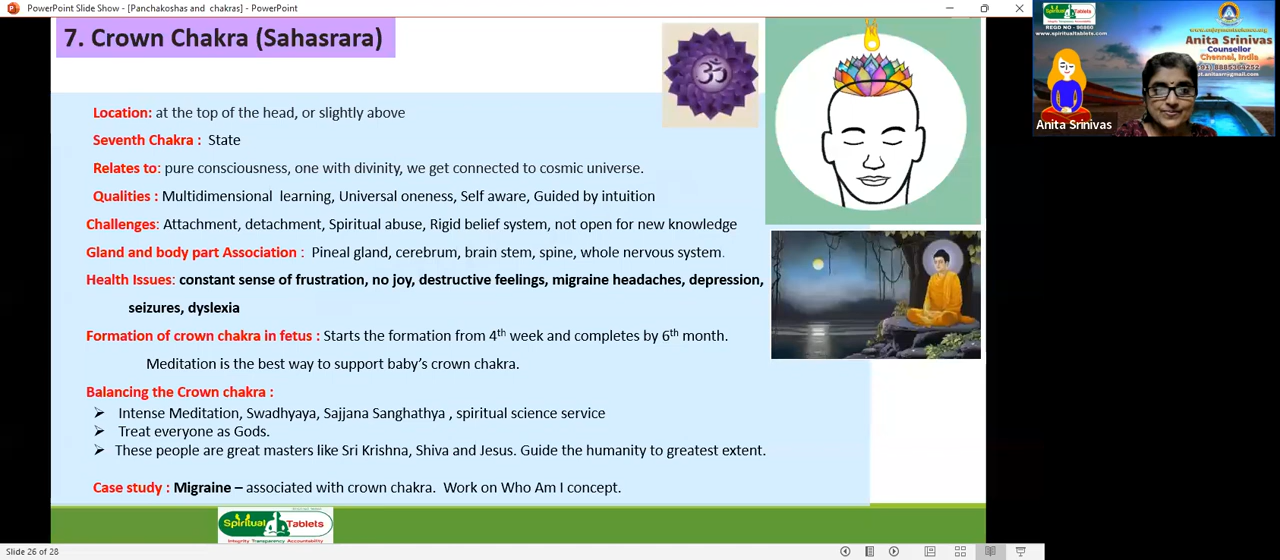 PowerPoint Slide Show - [Panchakoshas and chakras] - PowerPoint
7. Crown Chakra (Sahasrara)
Location: at the top of the head, or slightly above
Seventh Chakra : State
Relates to: pure consciousness, one with divinity, we get connected to cosmic universe.
Qualities : Multidimensional learning, Universal oneness, Self aware, Guided by intuition
Challenges: Attachment, detachment, Spiritual abuse, Rigid belief system, not open for new knowledge
Gland and body part Association : Pineal gland, cerebrum, brain stem, spine, whole nervous system.
Health Issues: constant sense of frustration, no joy, destructive feelings, migraine headaches, depression,
seizures, dyslexia
Formation of crown chakra in fetus : Starts the formation from 4th week and completes by 6th month.
Meditation is the best way to support baby's crown chakra.
Balancing the Crown chakra :
➢ Intense Meditation, Swadhyaya, Sajjana Sanghathya , spiritual science service
➢ Treat everyone as Gods.
➢ These people are great masters like Sri Krishna, Shiva and Jesus. Guide the humanity to greatest extent.
Case study : Migraine – associated with crown chakra. Work on Who Am I concept.
Spiritual Tablets
Integrity Transparency Accountability
Slide 26 of 28
ॐ
Spiritual Tablets
www.spiritualtablets.com
Anita Srinivas
Counsellor
Chennai, India
Anita Srinivas